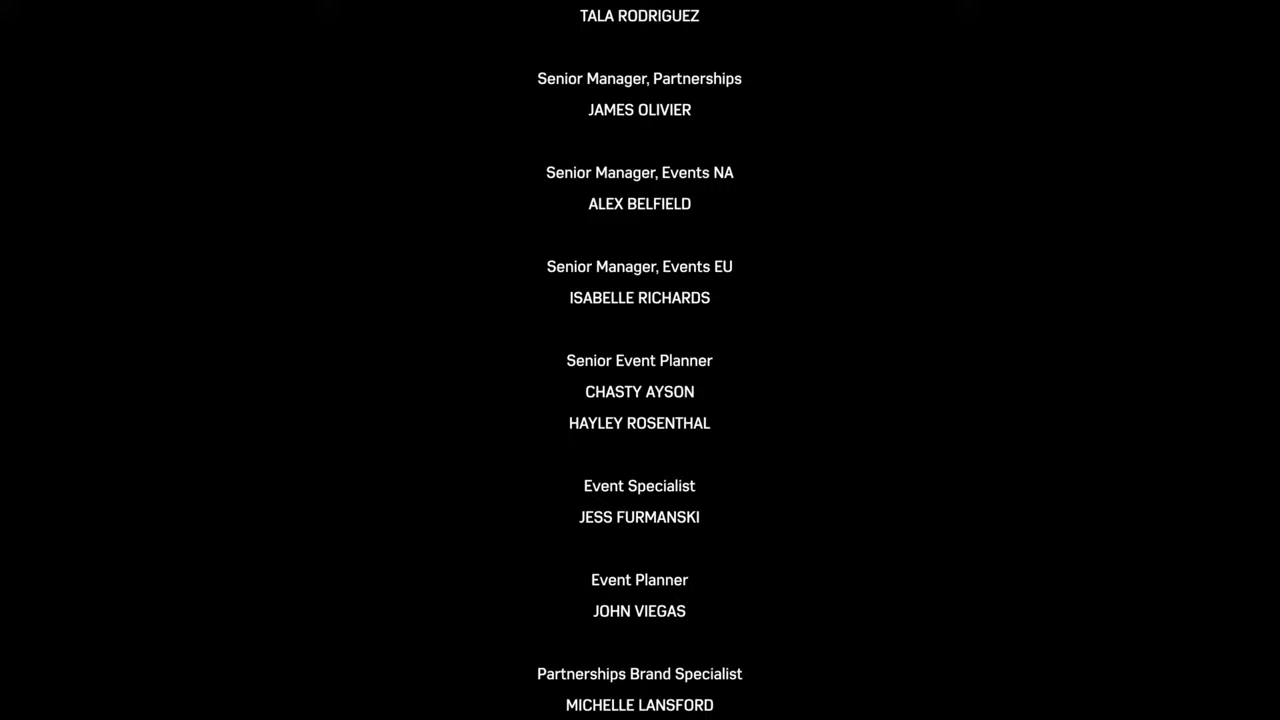 TALA RODRIGUEZ
Senior Manager, Partnerships
JAMES OLIVIER
Senior Manager, Events NA
ALEX BELFIELD
Senior Manager, Events EU
ISABELLE RICHARDS
Senior Event Planner
CHASTY AYSON
HAYLEY ROSENTHAL
Event Specialist
JESS FURMANSKI
Event Planner
JOHN VIEGAS
Partnerships Brand Specialist
MICHELLE LANSFORD